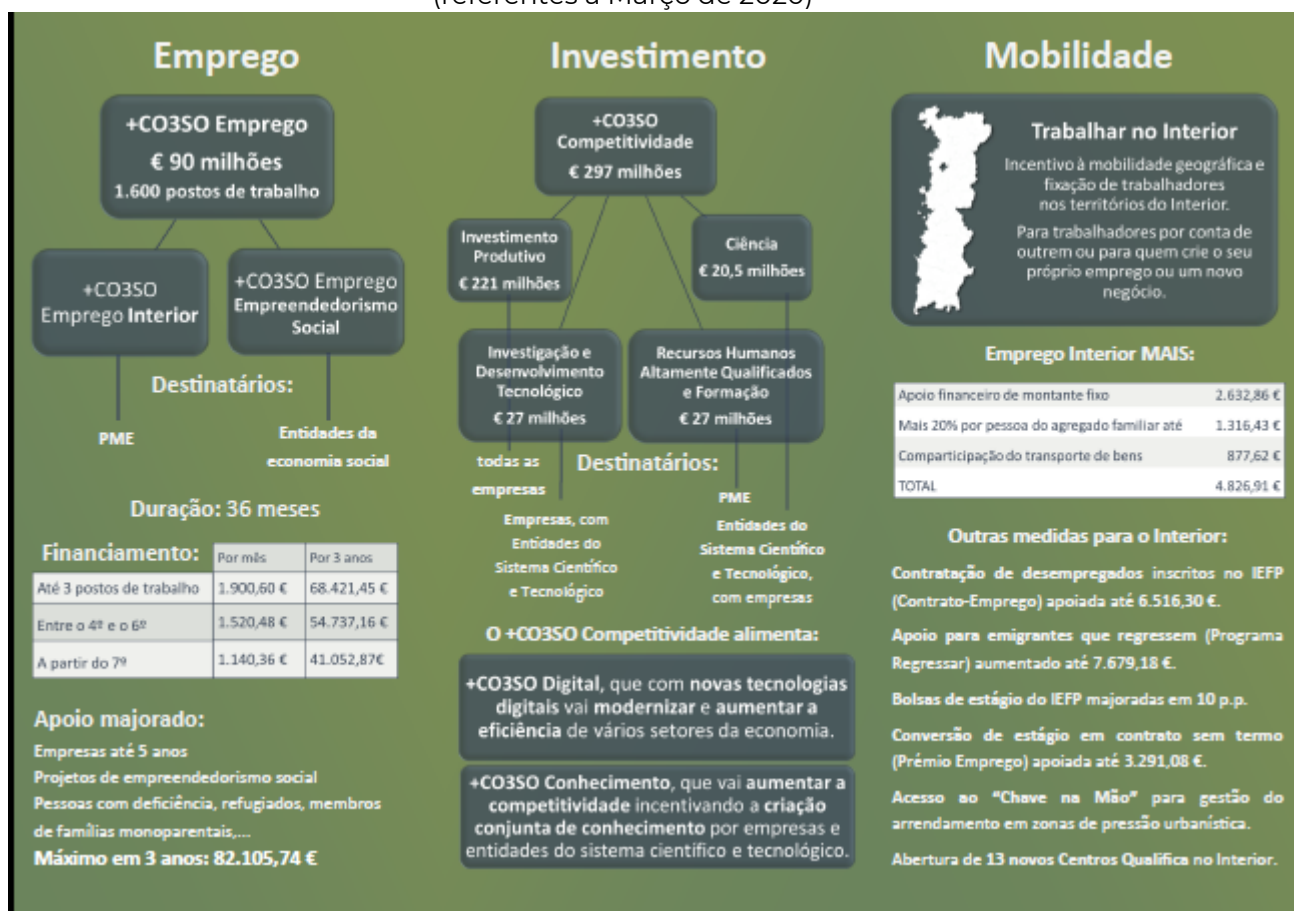 (referentes a Março de 2020)
Emprego
+CO3SO Emprego
€ 90 milhões
1.600 postos de trabalho
+CO3SO
Emprego Interior
+CO3SO Emprego
Empreendedorismo
Social
Destinatários:
PME
Entidades da
economia social
Duração: 36 meses
Financiamento: Por mês Por 3 anos
Até 3 postos de trabalho 1.900,60 € 68.421,45 €
Entre o 4º e o 6º 1.520,48 € 54.737,16 €
A partir do 7º 1.140,36 € 41.052,87€
Apoio majorado:
Empresas até 5 anos
Projetos de empreendedorismo social
Pessoas com deficiência, refugiados, membros
de famílias monoparentais,....
Máximo em 3 anos: 82.105,74 €
Investimento
+CO3SO
Competitividade
€ 297 milhões
Investimento
Produtivo
€ 221 milhões
Ciência
€ 20,5 milhões
Investigação e
Desenvolvimento
Tecnológico
€ 27 milhões
Recursos Humanos
Altamente Qualificados
e Formação
€ 27 milhões
Destinatários:
todas as
empresas
Empresas, com
Entidades do
Sistema Científico
e Tecnológico
PME
Entidades do
Sistema Científico
e Tecnológico,
com empresas
O +CO3SO Competitividade alimenta:
+CO3SO Digital, que com novas tecnologias
digitais vai modernizar e aumentar a
eficiência de vários setores da economia.
+CO3SO Conhecimento, que vai aumentar a
competitividade incentivando a criação
conjunta de conhecimento por empresas e
entidades do sistema científico e tecnológico.
Mobilidade
Trabalhar no Interior
Incentivo à mobilidade geográfica e
fixação de trabalhadores
nos territórios do Interior.
Para trabalhadores por conta de
outrem ou para quem crie o seu
próprio emprego ou um novo
negócio.
Emprego Interior MAIS:
Apoio financeiro de montante fixo 2.632,86 €
Mais 20% por pessoa do agregado familiar até 1.316,43 €
Comparticipação do transporte de bens 877,62 €
TOTAL 4.826,91 €
Outras medidas para o Interior:
Contratação de desempregados inscritos no IEFP
(Contrato-Emprego) apoiada até 6.516,30 €.
Apoio para emigrantes que regressem (Programa
Regressar) aumentado até 7.679,18 €.
Bolsas de estágio do IEFP majoradas em 10 p.p.
Conversão de estágio em contrato sem termo
(Prémio Emprego) apoiada até 3.291,08 €.
Acesso ao “Chave na Mão” para gestão do
arrendamento em zonas de pressão urbanística.
Abertura de 13 novos Centros Qualifica no Interior.